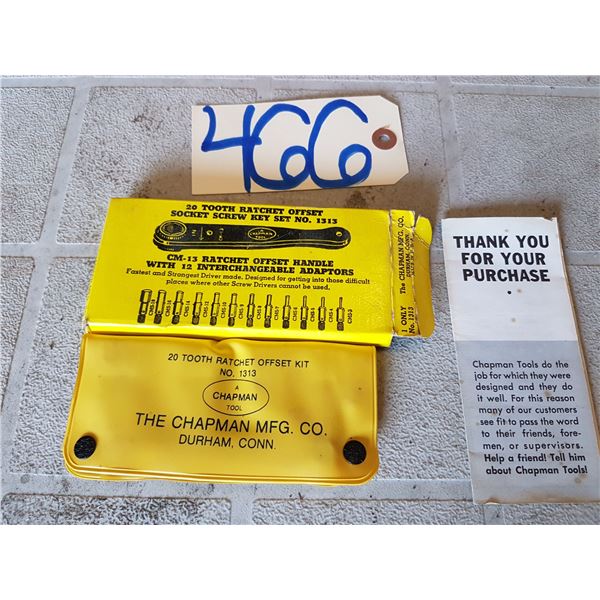 466
20 TOOTH RATCHET OFFSET
SOCKET SCREW KEY SET NO. 1313
CHAPMAN
TOOL
CM-13 RATCHET OFFSET HANDLE
WITH 12 INTERCHANGEABLE ADAPTORS
Fastest and Strongest Driver made. Designed for getting into those difficult
places where other Screw Drivers cannot be used.
1 ONLY The CHAPMAN MFG. CO.
No. 1313 DURHAM, CONN.
20 TOOTH RATCHET OFFSET KIT
NO. 1313
A
CHAPMAN
TOOL
THE CHAPMAN MFG. CO.
DURHAM, CONN.
THANK YOU
FOR YOUR
PURCHASE
•
Chapman Tools do the
job for which they were
designed and they do
it well. For this reason
many of our customers
see fit to pass the word
to their friends, fore-
men, or supervisors.
Help a friend! Tell him
about Chapman Tools!